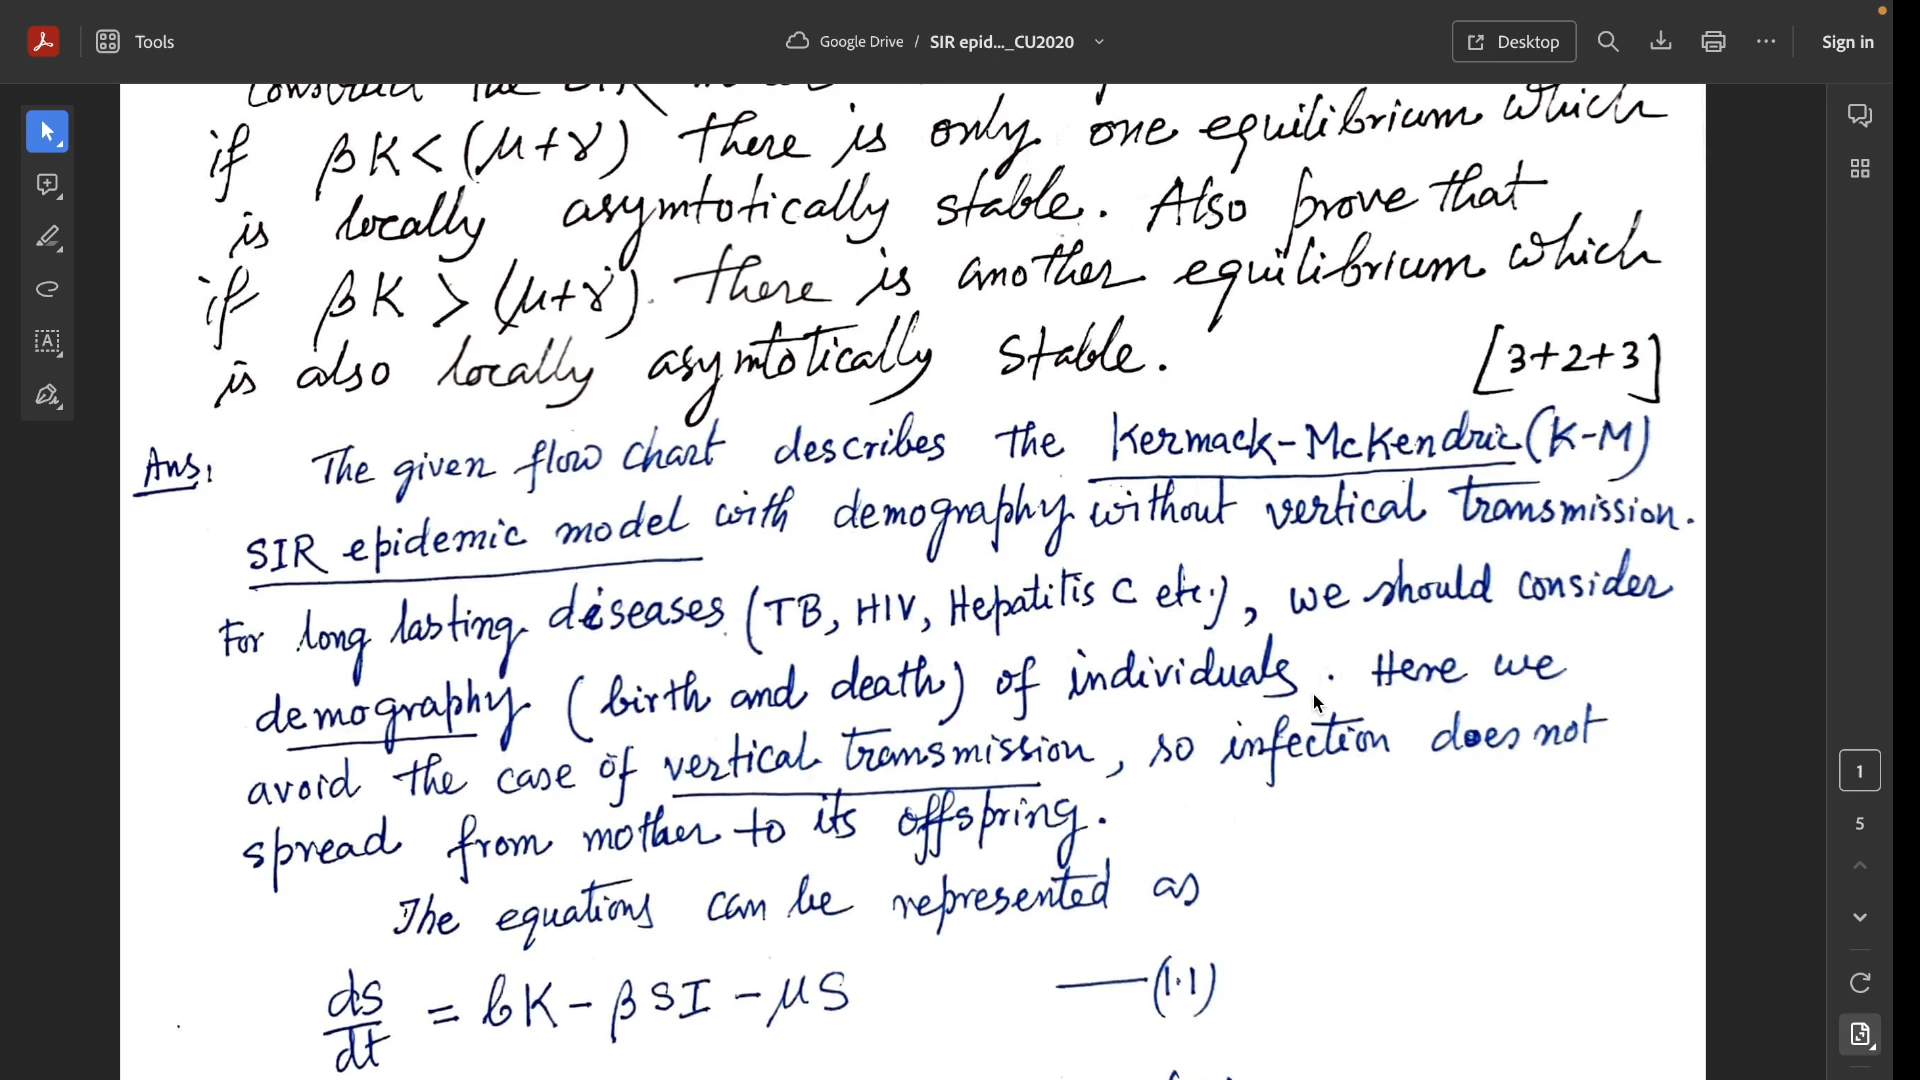 Tools
Google Drive / SIR epid..._CU2020
Desktop
Sign in
if βK < (μ+γ) there is only one equilibrium which
is locally asymtotically stable. Also prove that
if βK > (μ+γ). there is another equilibrium which
is also locally asymtotically stable.
[3+2+3]
Ans: The given flow chart describes the Kermack-McKendric (K-M)
SIR epidemic model with demography without vertical transmission.
For long lasting diseases (TB, HIV, Hepatitis C etc.), we should consider
demography (birth and death) of individuals. Here we
avoid the case of vertical transmission, so infection does not
spread from mother to its offspring.
The equations can be represented as
dS/dt = bK - βSI - μS —(1.1)
1
5